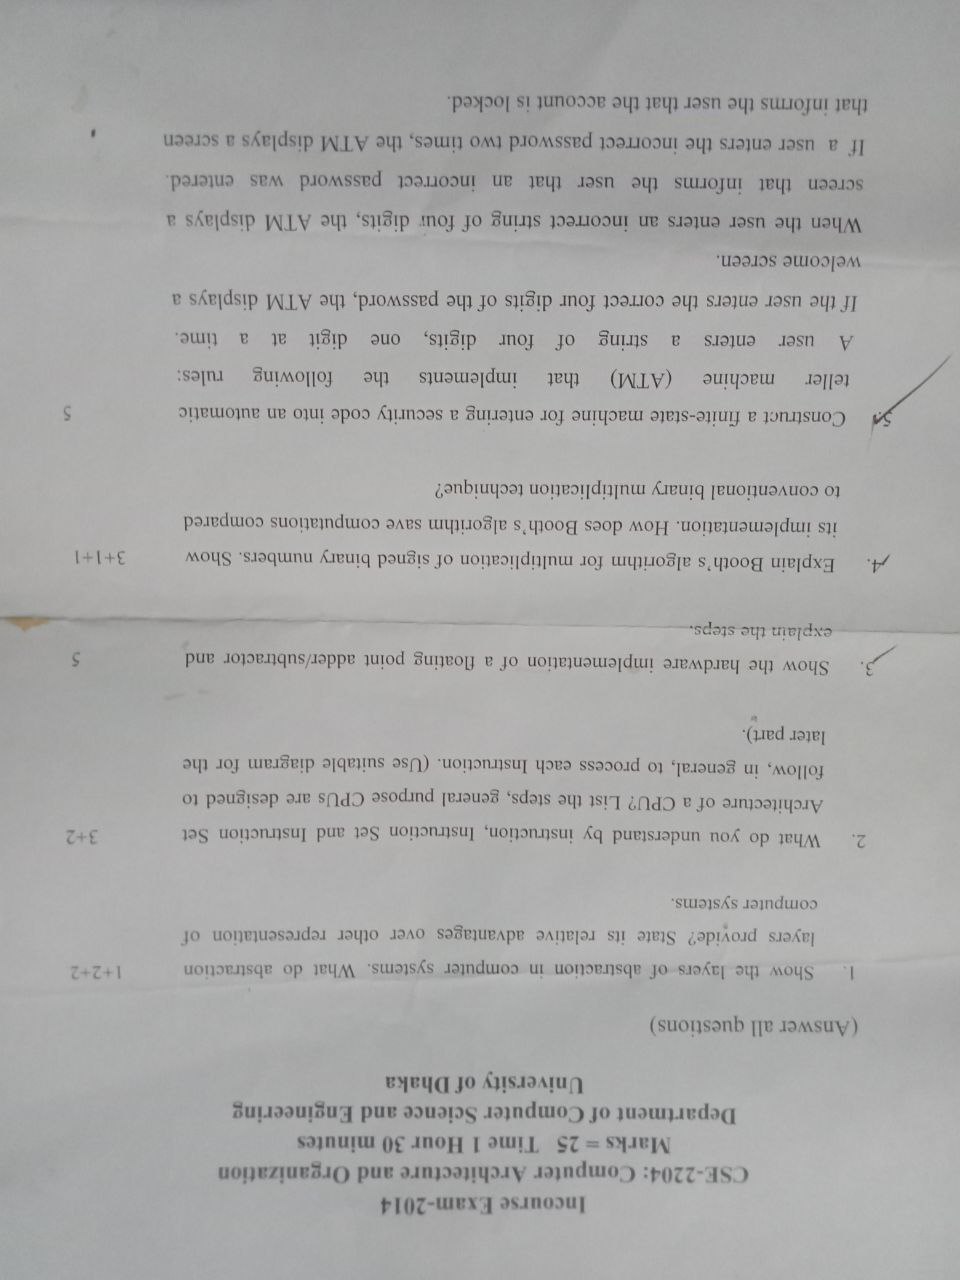 Incourse Exam-2014
CSE-2204: Computer Architecture and Organization
Marks = 25 Time 1 Hour 30 minutes
Department of Computer Science and Engineering
University of Dhaka
(Answer all questions)
1. Show the layers of abstraction in computer systems. What do abstraction 1+2+2
layers provide? State its relative advantages over other representation of
computer systems.
2. What do you understand by instruction, Instruction Set and Instruction Set 3+2
Architecture of a CPU? List the steps, general purpose CPUs are designed to
follow, in general, to process each Instruction. (Use suitable diagram for the
later part).
3. Show the hardware implementation of a floating point adder/subtractor and 5
explain the steps.
4. Explain Booth's algorithm for multiplication of signed binary numbers. Show 3+1+1
its implementation. How does Booth's algorithm save computations compared
to conventional binary multiplication technique?
5. Construct a finite-state machine for entering a security code into an automatic 5
teller machine (ATM) that implements the following rules:
A user enters a string of four digits, one digit at a time.
If the user enters the correct four digits of the password, the ATM displays a
welcome screen.
When the user enters an incorrect string of four digits, the ATM displays a
screen that informs the user that an incorrect password was entered.
If a user enters the incorrect password two times, the ATM displays a screen
that informs the user that the account is locked.